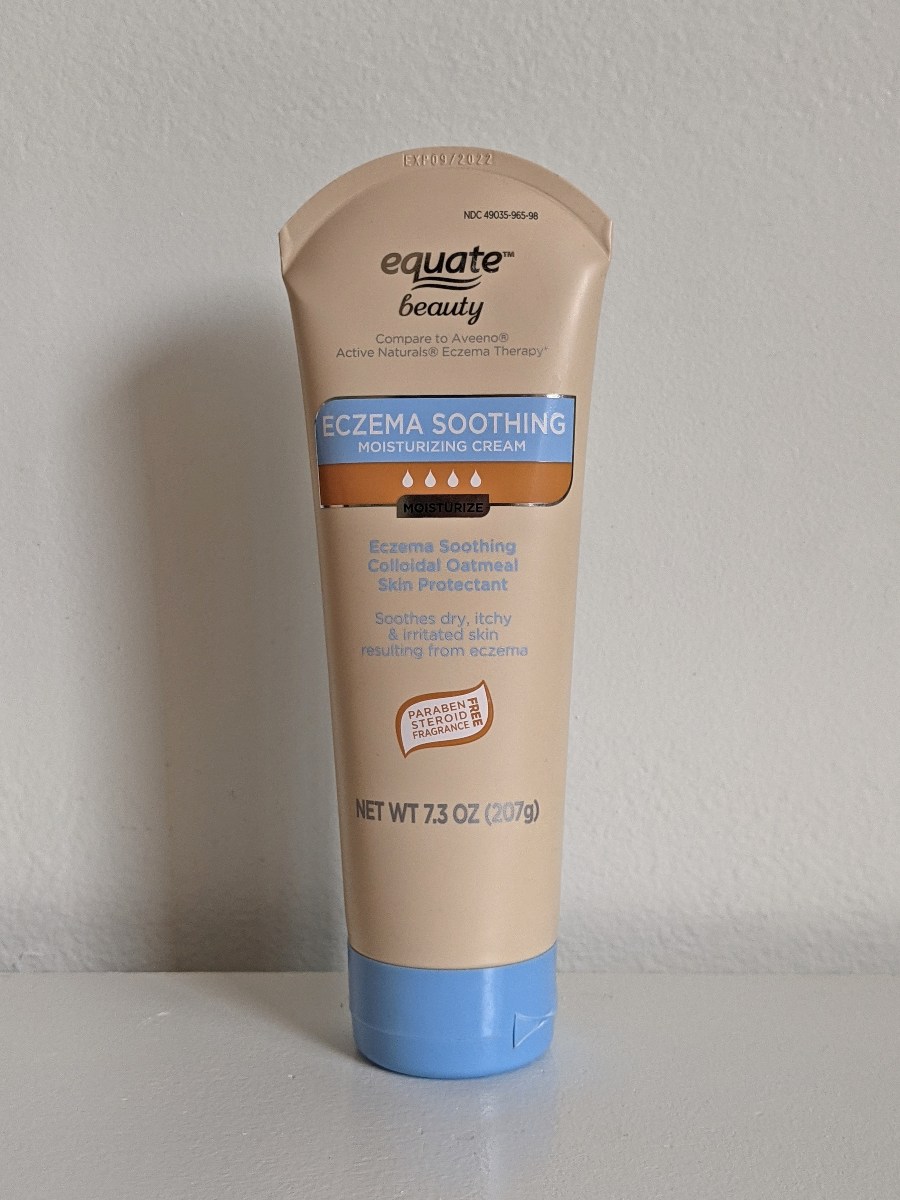 EXP09/2022
NDC 49035-965-98
equate™
beauty
Compare to Aveeno®
Active Naturals® Eczema Therapy+
ECZEMA SOOTHING
MOISTURIZING CREAM
MOISTURIZE
Eczema Soothing
Colloidal Oatmeal
Skin Protectant
Soothes dry, itchy
& irritated skin
resulting from eczema
PARABEN
STEROID
FRAGRANCE
FREE
NET WT 7.3 OZ (207g)